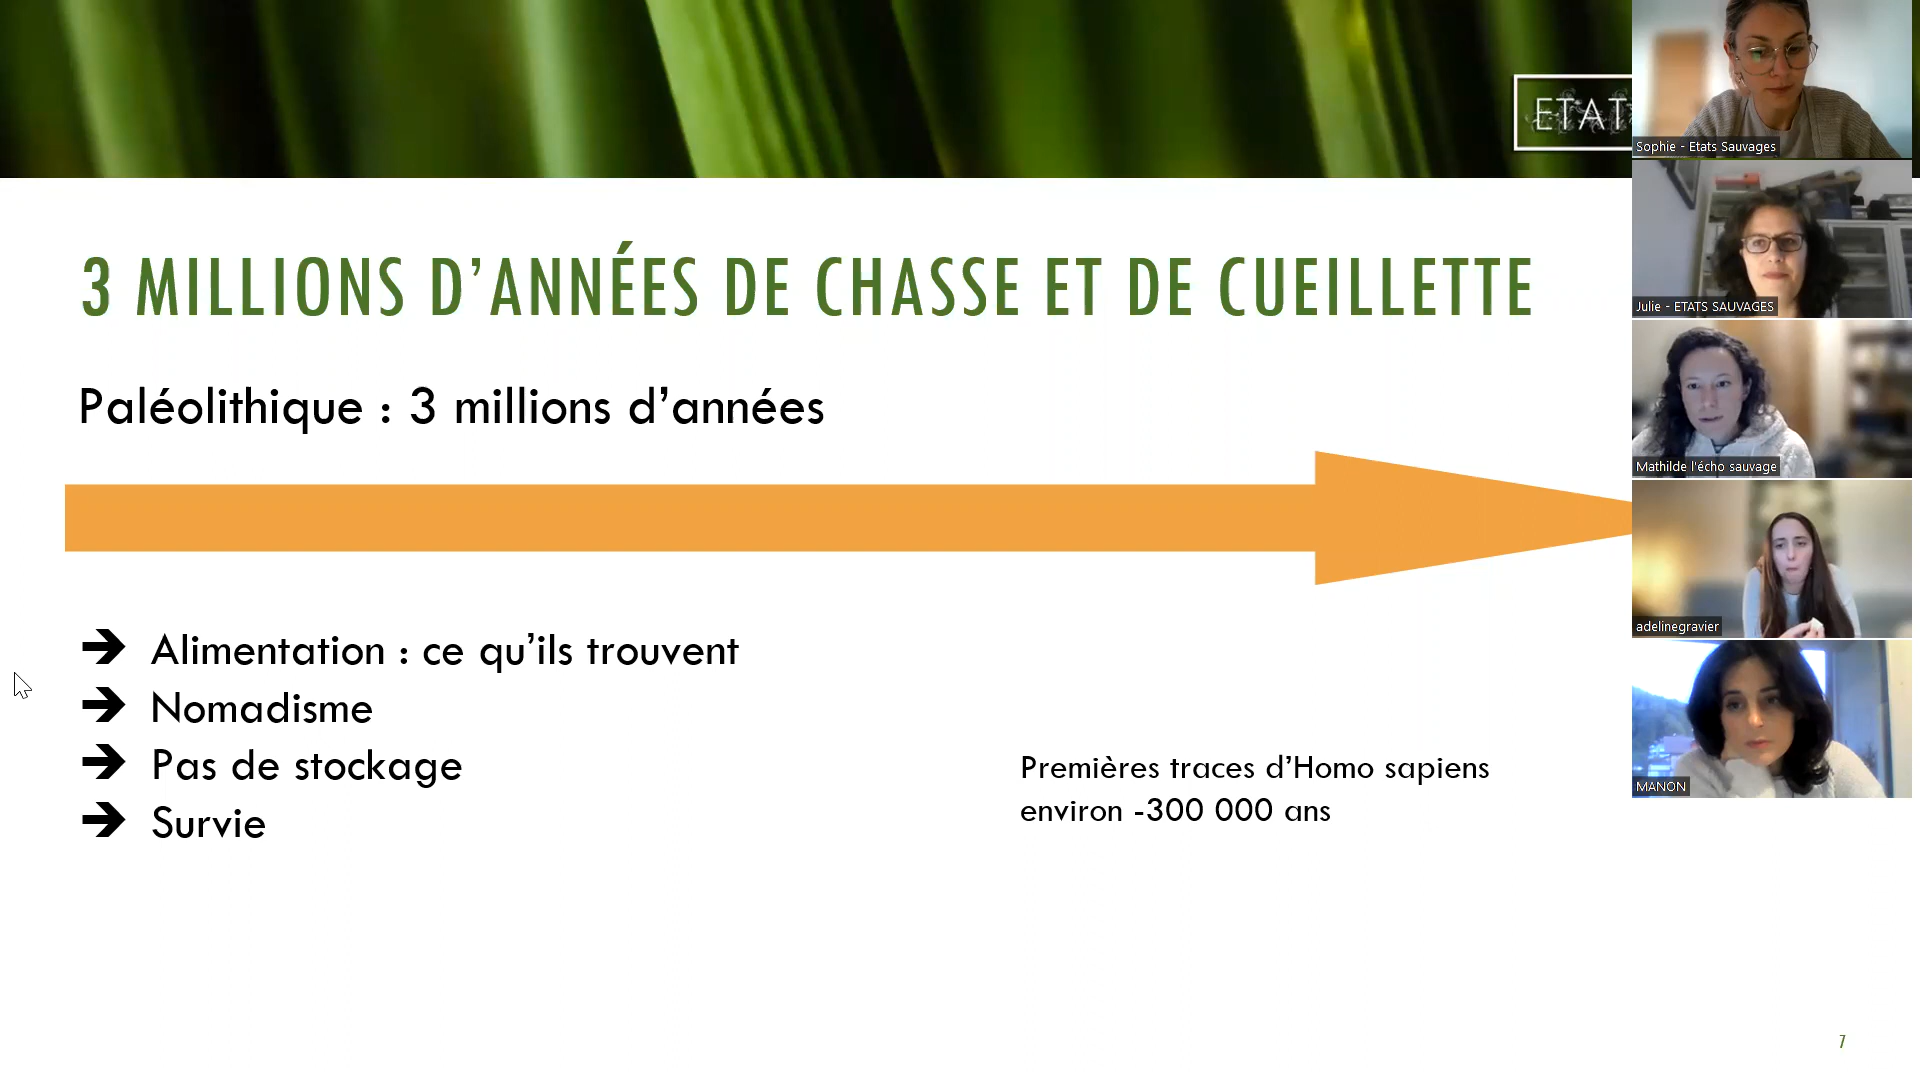 ETAT
3 MILLIONS D’ANNÉES DE CHASSE ET DE CUEILLETTE
Paléolithique : 3 millions d’années
➔ Alimentation : ce qu’ils trouvent
➔ Nomadisme
➔ Pas de stockage
➔ Survie
Premières traces d’Homo sapiens
environ -300 000 ans
Sophie - Etats Sauvages
Julie - ETATS SAUVAGES
Mathilde l'écho sauvage
adelinegravier
MANON
7